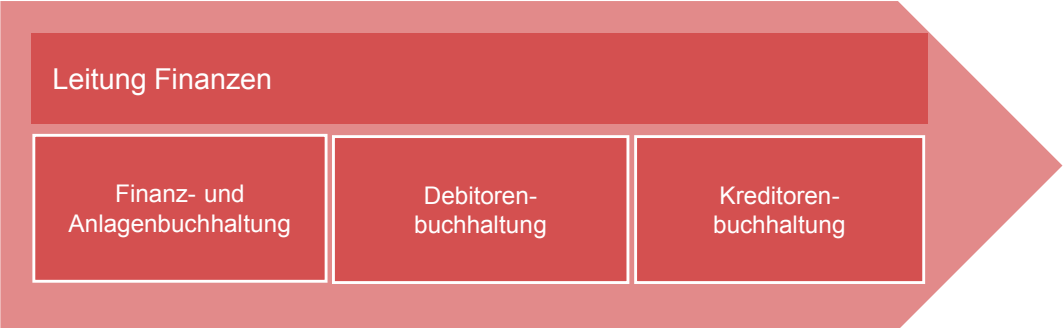 Leitung Finanzen
Finanz- und
Anlagenbuchhaltung
Debitoren-
buchhaltung
Kreditoren-
buchhaltung